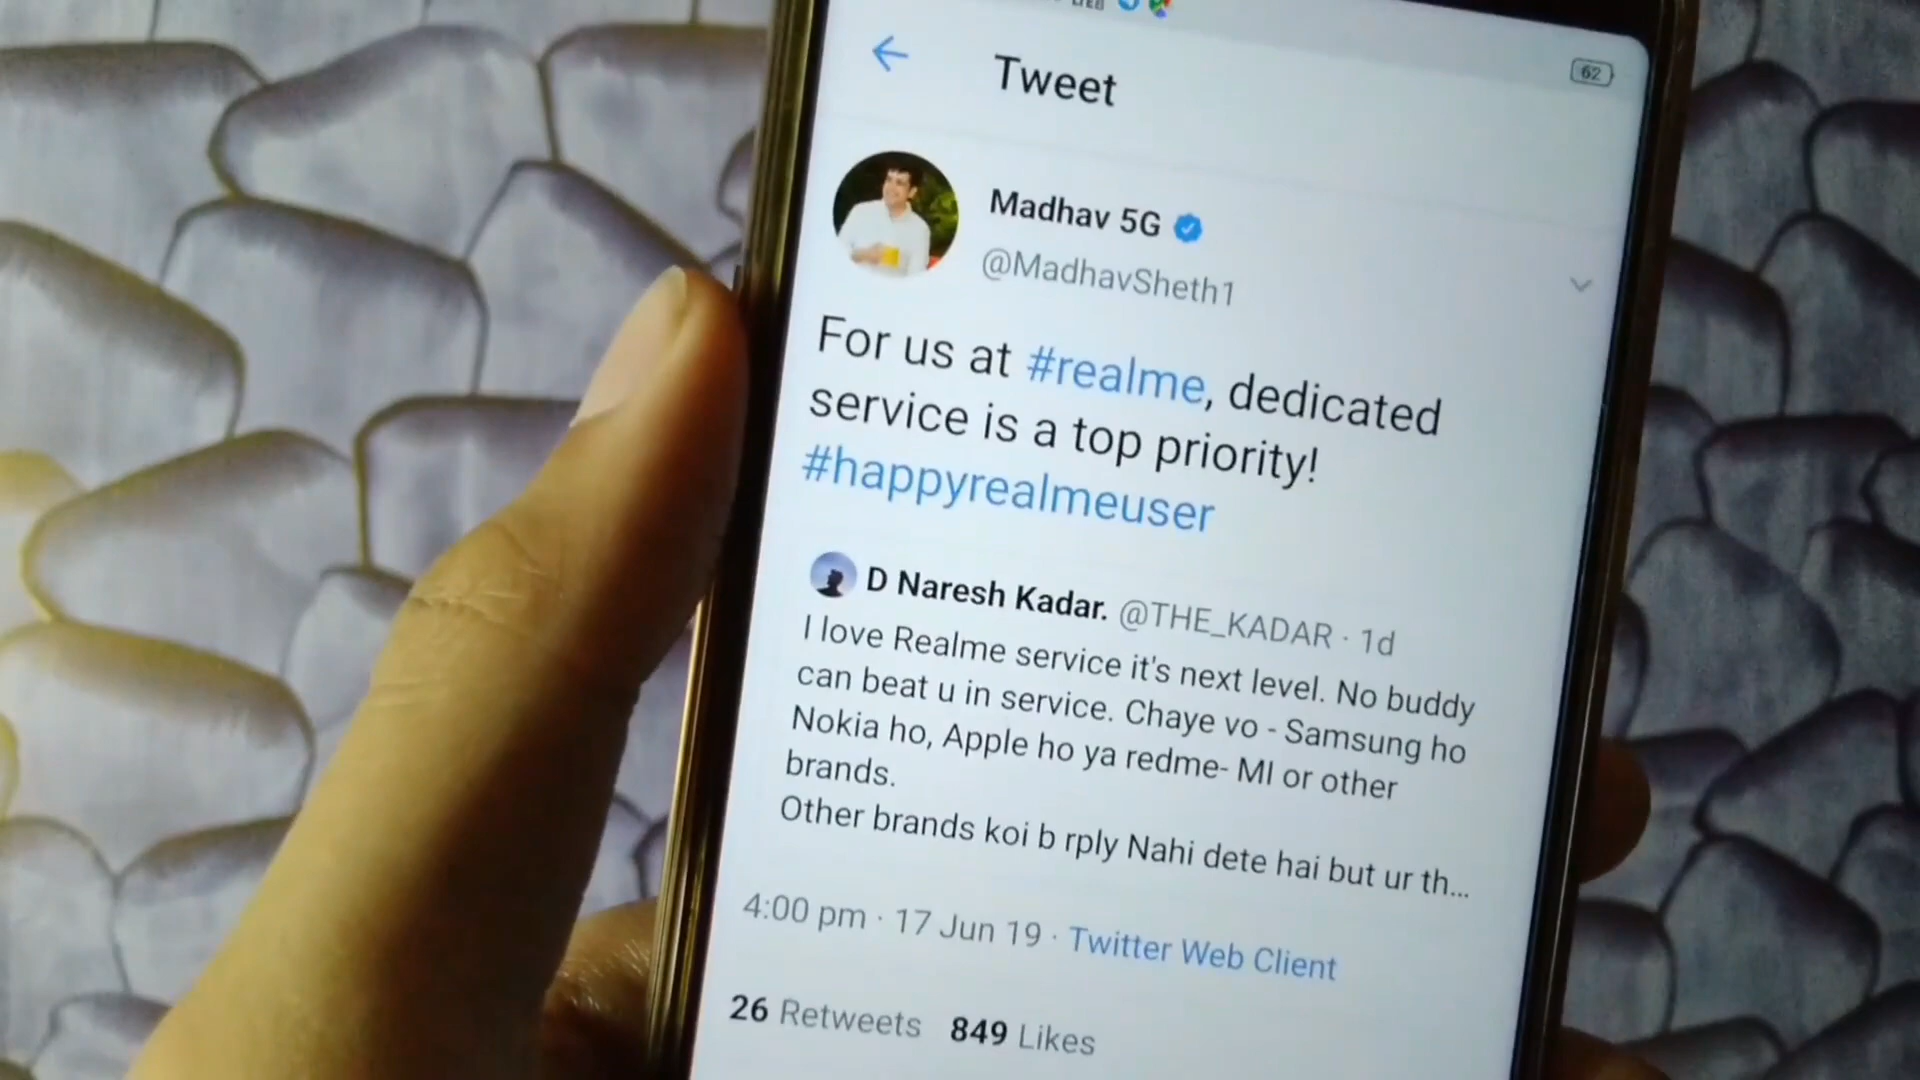 62
Tweet
Madhav 5G
@MadhavSheth1
For us at #realme, dedicated
service is a top priority!
#happyrealmeuser
D Naresh Kadar. @THE_KADAR · 1d
I love Realme service it's next level. No buddy
can beat u in service. Chaye vo - Samsung ho
Nokia ho, Apple ho ya redme- MI or other
brands.
Other brands koi b rply Nahi dete hai but ur th...
4:00 pm · 17 Jun 19 · Twitter Web Client
26 Retweets 849 Likes